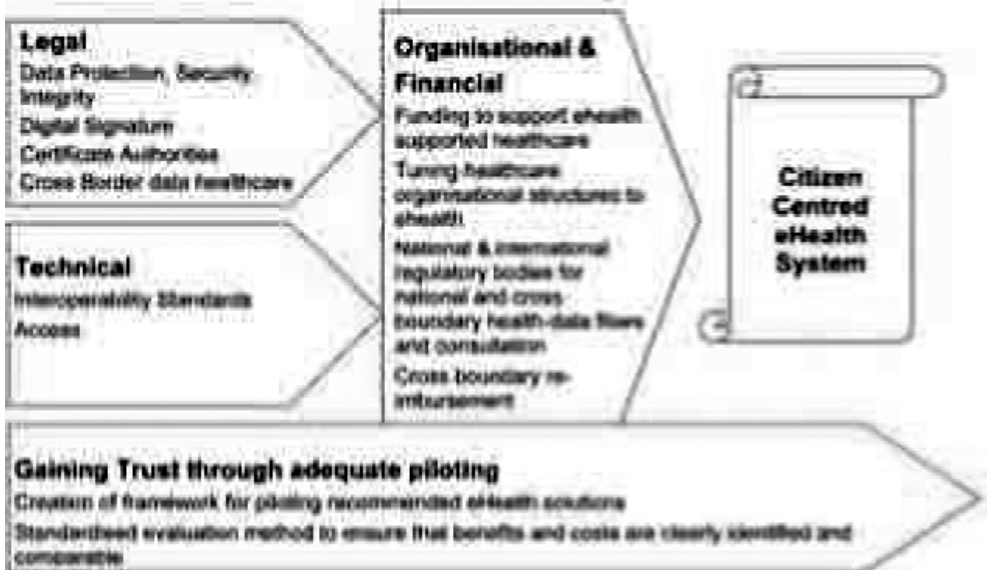 Legal
Data Protection, Security,
Integrity
Digital Signature
Certificate Authorities
Cross Border data healthcare
Technical
Interoperability Standards
Access
Organisational &
Financial
Funding to support ehealth
supported healthcare
Tuning healthcare
organisational structures to
ehealth
National & international
regulatory bodies for
national and cross
boundary health-data flows
and consultation
Cross boundary re-
imbursement
Citizen
Centred
eHealth
System
Gaining Trust through adequate piloting
Creation of framework for piloting recommended eHealth solutions
Standardised evaluation method to ensure that benefits and costs are clearly identified and
comparable